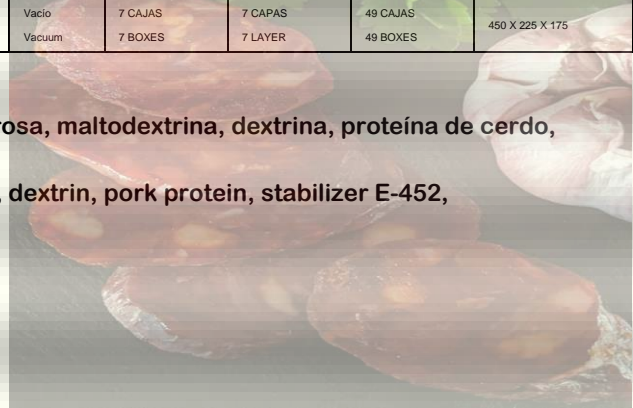 Vacio 7 CAJAS 7 CAPAS 49 CAJAS
450 X 225 X 175
Vacuum 7 BOXES 7 LAYER 49 BOXES
rosa, maltodextrina, dextrina, proteína de cerdo,
, dextrin, pork protein, stabilizer E-452,